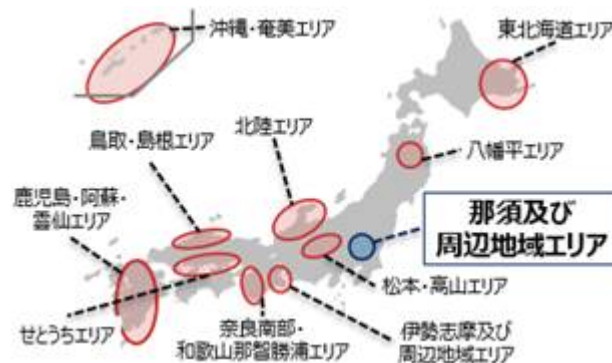 沖縄・奄美エリア
東北海道エリア
北陸エリア
鳥取・島根エリア
八幡平エリア
鹿児島・阿蘇・
雲仙エリア
那須及び
周辺地域エリア
松本・高山エリア
せとうちエリア
奈良南部・
和歌山那智勝浦エリア
伊勢志摩及び
周辺地域エリア